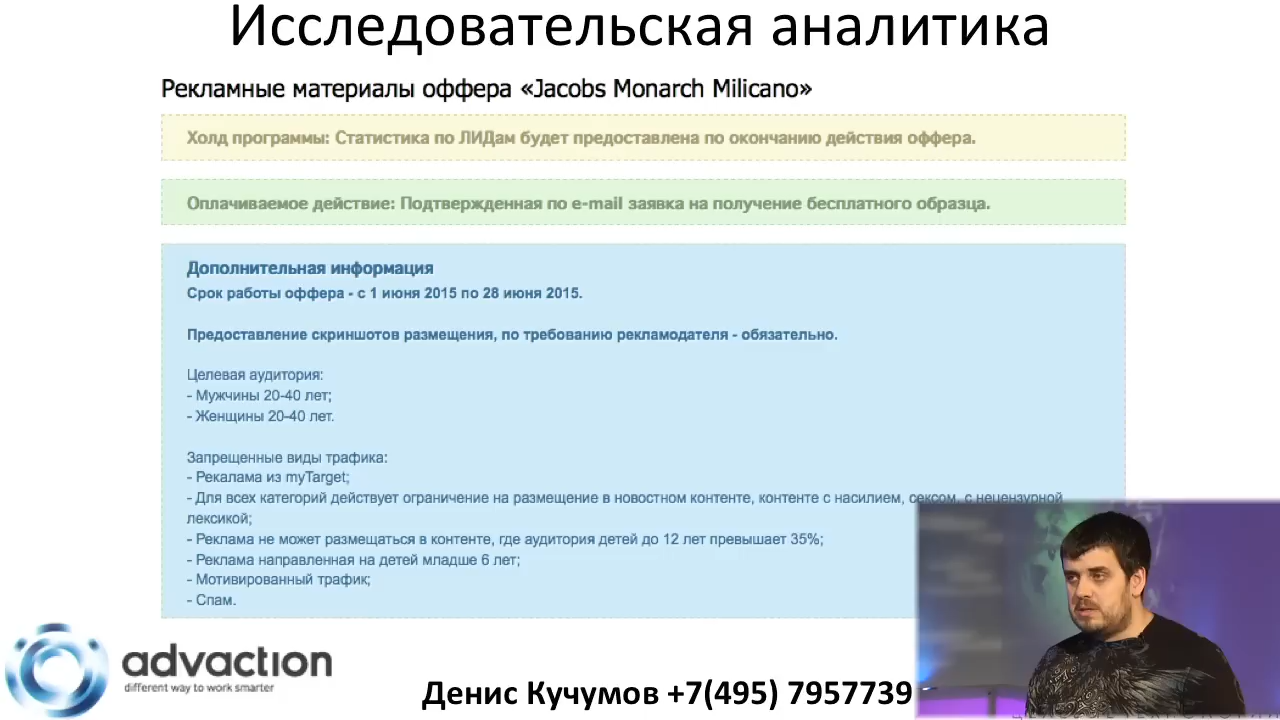 Исследовательская аналитика
Рекламные материалы оффера «Jacobs Monarch Milicano»
Холд программы: Статистика по ЛИДам будет предоставлена по окончанию действия оффера.
Оплачиваемое действие: Подтвержденная по e-mail заявка на получение бесплатного образца.
Дополнительная информация
Срок работы оффера - с 1 июня 2015 по 28 июня 2015.
Предоставление скриншотов размещения, по требованию рекламодателя - обязательно.
Целевая аудитория:
- Мужчины 20-40 лет;
- Женщины 20-40 лет.
Запрещенные виды трафика:
- Рекалама из myTarget;
- Для всех категорий действует ограничение на размещение в новостном контенте, контенте с насилием, сексом, с нецензурной
лексикой;
- Реклама не может размещаться в контенте, где аудитория детей до 12 лет превышает 35%;
- Реклама направленная на детей младше 6 лет;
- Мотивированный трафик;
- Спам.
advaction
different way to work smarter
Денис Кучумов +7(495) 7957739